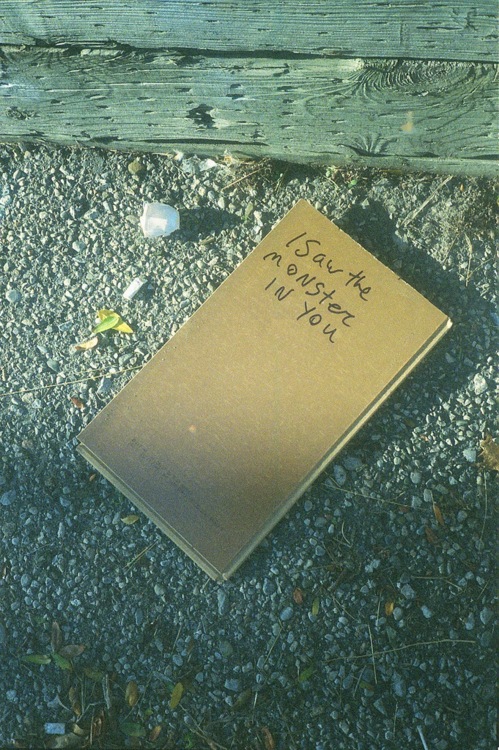 I Saw the
monster
IN YOU